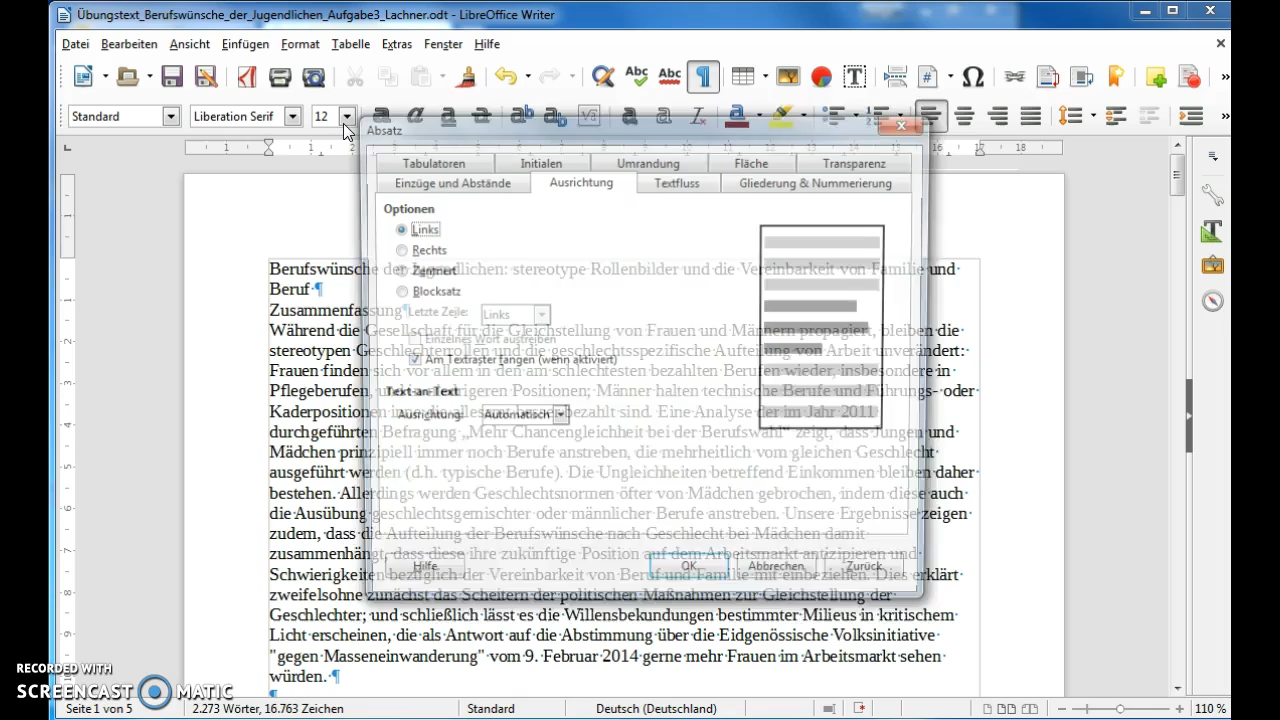 Übungstext_Berufswünsche_der_Jugendlichen_Aufgabe3_Lachner.odt - LibreOffice Writer
Datei Bearbeiten Ansicht Einfügen Format Tabelle Extras Fenster Hilfe
Standard Liberation Serif 12
Absatz
1 1 11 12 13 14 15 16 17 18
Tabulatoren Initialen Umrandung Fläche Transparenz
Einzüge und Abstände Ausrichtung Textfluss Gliederung & Nummerierung
Optionen
Links
Rechts
Zentriert
Blocksatz
Letzte Zeile: Links
Einzelnes Wort austreiben
Am Textraster fangen (wenn aktiviert)
Text-an-Text
Ausrichtung: Automatisch
Hilfe OK Abbrechen Zurück
Berufswünsche der Jugendlichen: stereotype Rollenbilder und die Vereinbarkeit von Familie und
Beruf ¶
Zusammenfassung¶
Während die Gesellschaft für die Gleichstellung von Frauen und Männern propagiert, bleiben die
stereotypen Geschlechterrollen und die geschlechtsspezifische Aufteilung von Arbeit unverändert:
Frauen finden sich vor allem in den am schlechtesten bezahlten Berufen wieder, insbesondere in
Pflegeberufen, und niedrigeren Positionen; Männer halten technische Berufe und Führungs- oder
Kaderpositionen inne, die alles bezahlt sind. Eine Analyse der im Jahr 2011
durchgeführten Befragung „Mehr Chancengleichheit bei der Berufswahl“ zeigt, dass Jungen und
Mädchen prinzipiell immer noch Berufe anstreben, die mehrheitlich vom gleichen Geschlecht
ausgeführt werden (d.h. typische Berufe). Die Ungleichheiten betreffend Einkommen bleiben daher
bestehen. Allerdings werden Geschlechtsnormen öfter von Mädchen gebrochen, indem diese auch
die Ausübung geschlechtsgemischter oder männlicher Berufe anstreben. Unsere Ergebnisse zeigen
zudem, dass die Aufteilung der Berufswünsche nach Geschlecht bei Mädchen damit
zusammenhängt, dass diese ihre zukünftige Position auf dem Arbeitsmarkt antizipieren und
Schwierigkeiten bezüglich der Vereinbarkeit von Beruf und Familie mit einbeziehen. Dies erklärt
zweifelsohne zunächst das Scheitern der politischen Maßnahmen zur Gleichstellung der
Geschlechter; und schließlich lässt es die Willensbekundungen bestimmter Milieus in kritischem
Licht erscheinen, die als Antwort auf die Abstimmung über die Eidgenössische Volksinitiative
"gegen Masseneinwanderung" vom 9. Februar 2014 gerne mehr Frauen im Arbeitsmarkt sehen
würden. ¶
RECORDED WITH
SCREENCAST MATIC
Seite 1 von 5 2.273 Wörter, 16.763 Zeichen Standard Deutsch (Deutschland) 110 %